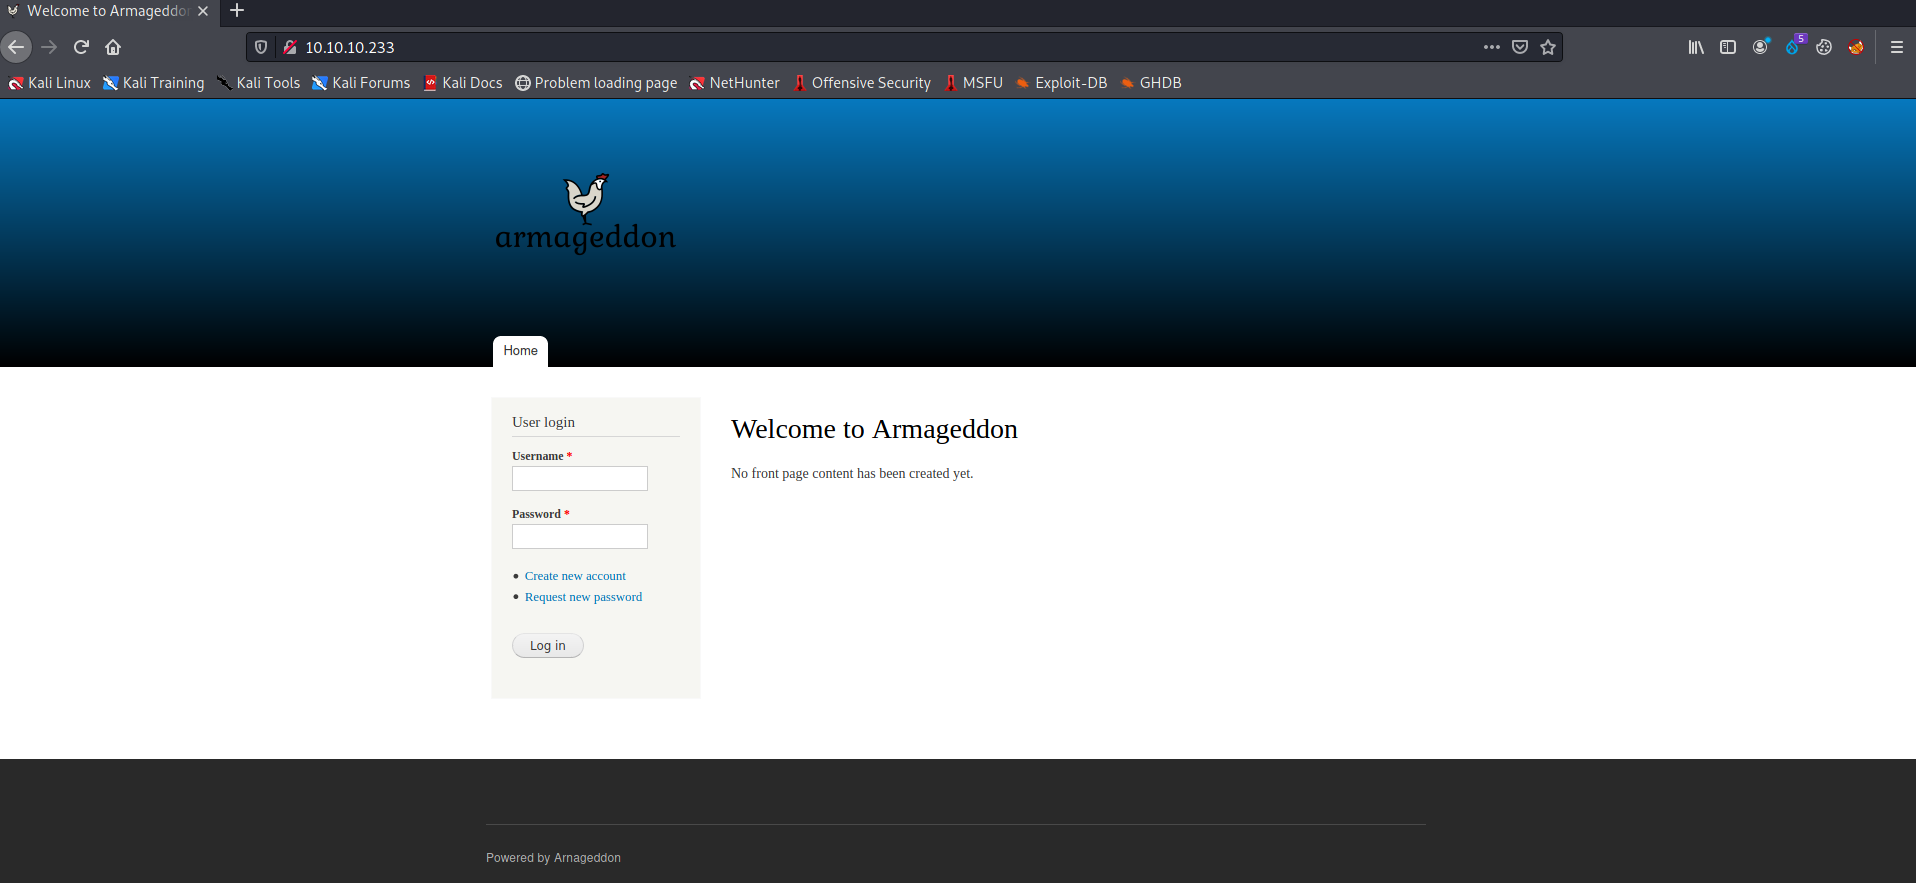 Welcome to Armageddon
10.10.10.233
5
Kali Linux Kali Training Kali Tools Kali Forums Kali Docs Problem loading page NetHunter Offensive Security MSFU Exploit-DB GHDB
armageddon
Home
User login
Username *
Password *
Create new account
Request new password
Log in
Welcome to Armageddon
No front page content has been created yet.
Powered by Arnageddon